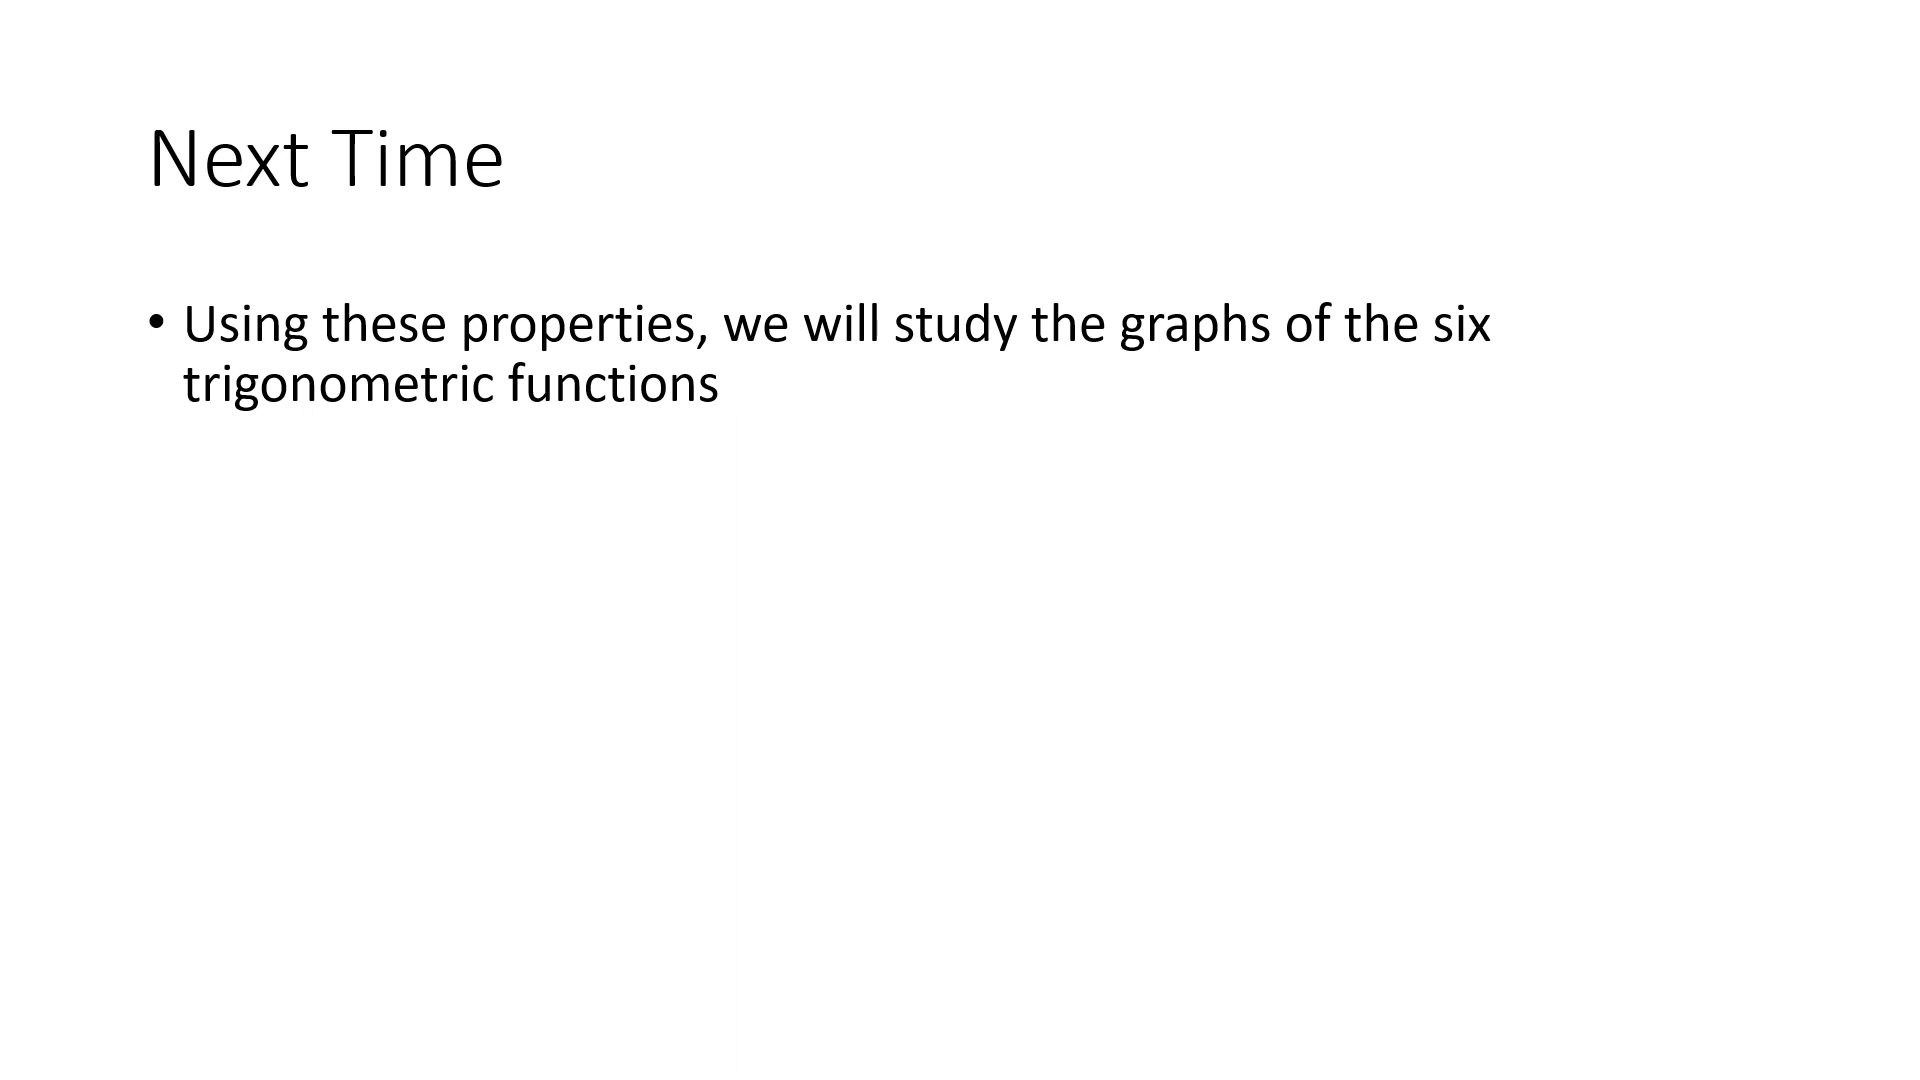 Next Time
• Using these properties, we will study the graphs of the six
trigonometric functions